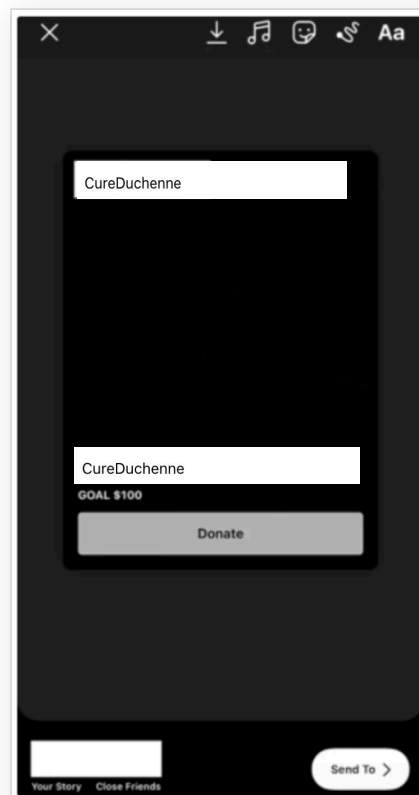 Aa
CureDuchenne
CureDuchenne
GOAL $100
Donate
Your Story Close Friends
Send To